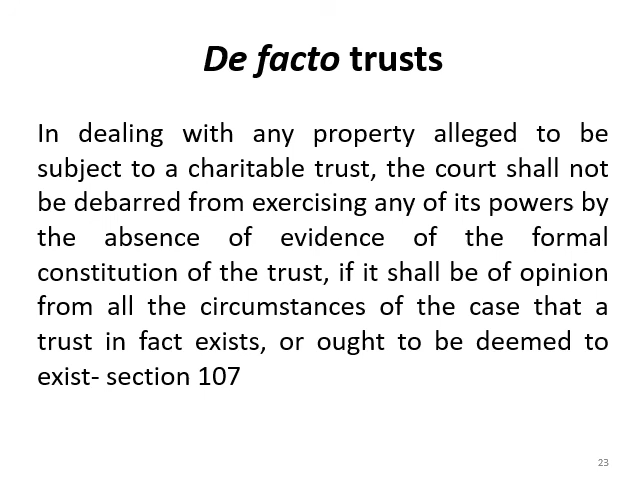 De facto trusts
In dealing with any property alleged to be
subject to a charitable trust, the court shall not
be debarred from exercising any of its powers by
the absence of evidence of the formal
constitution of the trust, if it shall be of opinion
from all the circumstances of the case that a
trust in fact exists, or ought to be deemed to
exist- section 107
23